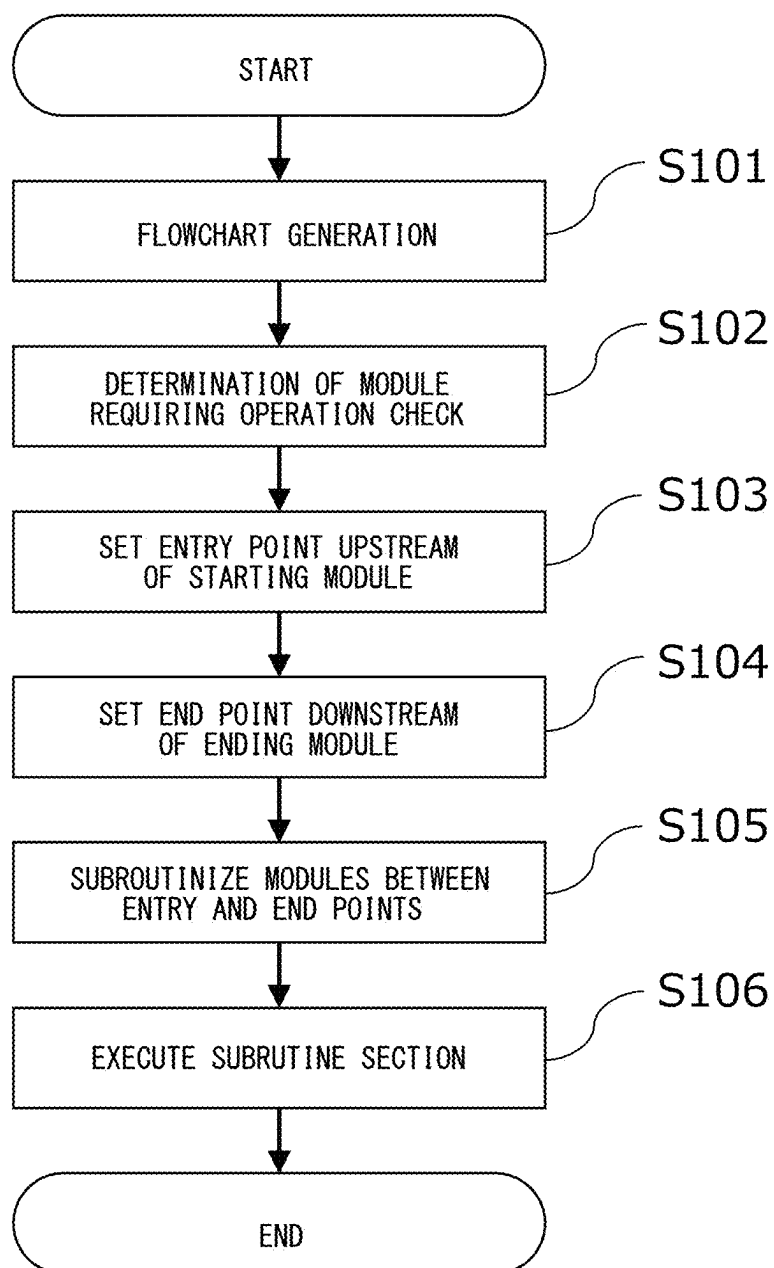 START
S101
FLOWCHART GENERATION
S102
DETERMINATION OF MODULE
REQUIRING OPERATION CHECK
S103
SET ENTRY POINT UPSTREAM
OF STARTING MODULE
S104
SET END POINT DOWNSTREAM
OF ENDING MODULE
S105
SUBROUTINIZE MODULES BETWEEN
ENTRY AND END POINTS
S106
EXECUTE SUBRUTINE SECTION
END